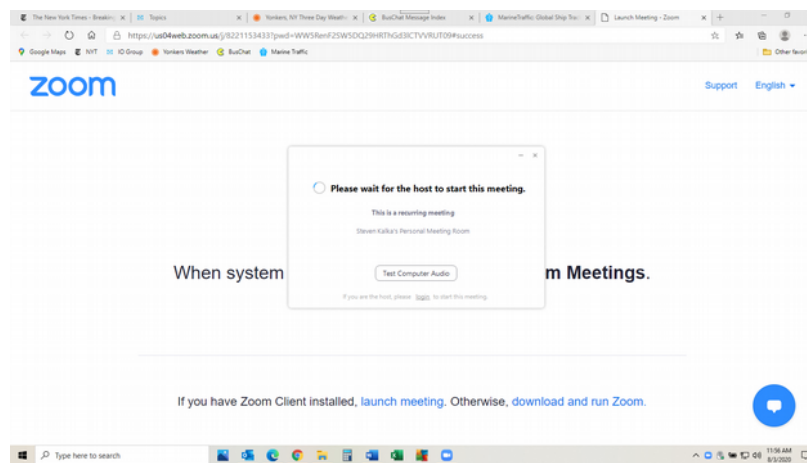 The New York Times - Breaking
Topics
Yonkers, NY Three Day Weath
BusChat Message Index
MarineTraffic: Global Ship Trac
Launch Meeting - Zoom
Google Maps
NYT
IO Group
Yonkers Weather
BusChat
Marine Traffic
Other favori
zoom
Support
English
Please wait for the host to start this meeting.
This is a recurring meeting
Steven Kalka's Personal Meeting Room
When system
m Meetings.
Test Computer Audio
If you are the host, please login to start this meeting.
If you have Zoom Client installed, launch meeting. Otherwise, download and run Zoom.
Type here to search
11:56 AM
8/3/2020